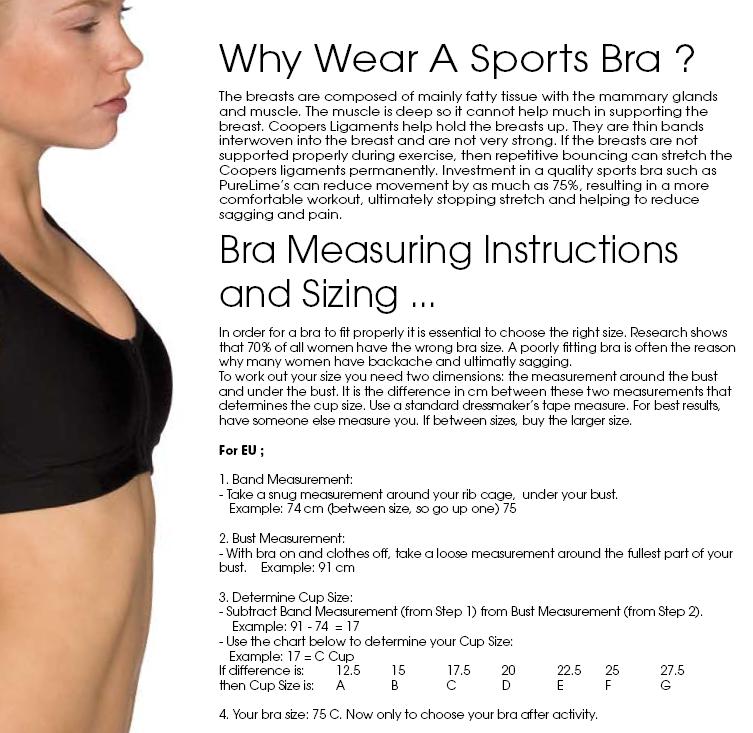 Why Wear A Sports Bra ?
The breasts are composed of mainly fatty tissue with the mammary glands
and muscle. The muscle is deep so it cannot help much in supporting the
breast. Coopers Ligaments help hold the breasts up. They are thin bands
interwoven into the breast and are not very strong. If the breasts are not
supported properly during exercise, then repetitive bouncing can stretch the
Coopers ligaments permanently. Investment in a quality sports bra such as
PureLime's can reduce movement by as much as 75%, resulting in a more
comfortable workout, ultimately stopping stretch and helping to reduce
sagging and pain.
Bra Measuring Instructions
and Sizing ...
In order for a bra to fit properly it is essential to choose the right size. Research shows
that 70% of all women have the wrong bra size. A poorly fitting bra is often the reason
why many women have backache and ultimatly sagging.
To work out your size you need two dimensions: the measurement around the bust
and under the bust. It is the difference in cm between these two measurements that
determines the cup size. Use a standard dressmaker's tape measure. For best results,
have someone else measure you. If between sizes, buy the larger size.
For EU ;
1. Band Measurement:
- Take a snug measurement around your rib cage, under your bust.
Example: 74 cm (between size, so go up one) 75
2. Bust Measurement:
- With bra on and clothes off, take a loose measurement around the fullest part of your
bust. Example: 91 cm
3. Determine Cup Size:
- Subtract Band Measurement (from Step 1) from Bust Measurement (from Step 2).
Example: 91 - 74 = 17
- Use the chart below to determine your Cup Size:
Example: 17 = C Cup
If difference is: 12.5 15 17.5 20 22.5 25 27.5
then Cup Size is: A B C D E F G
4. Your bra size: 75 C. Now only to choose your bra after activity.